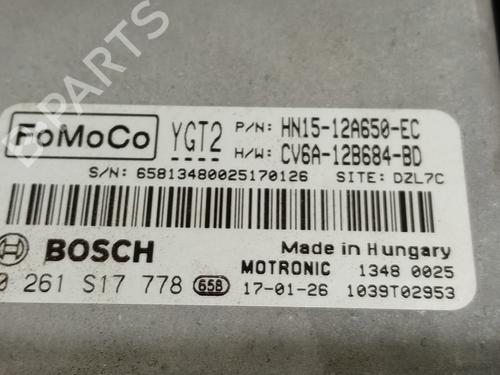 FoMoCo YGT2 P/N: HN15-12A650-EC
H/W: CV6A-12B684-BD
S/N: 65813480025170126 SITE: DZL7C
BOSCH Made in Hungary
0 261 S17 778 658 MOTRONIC 1348 0025
17-01-26 1039T02953
B-PARTS